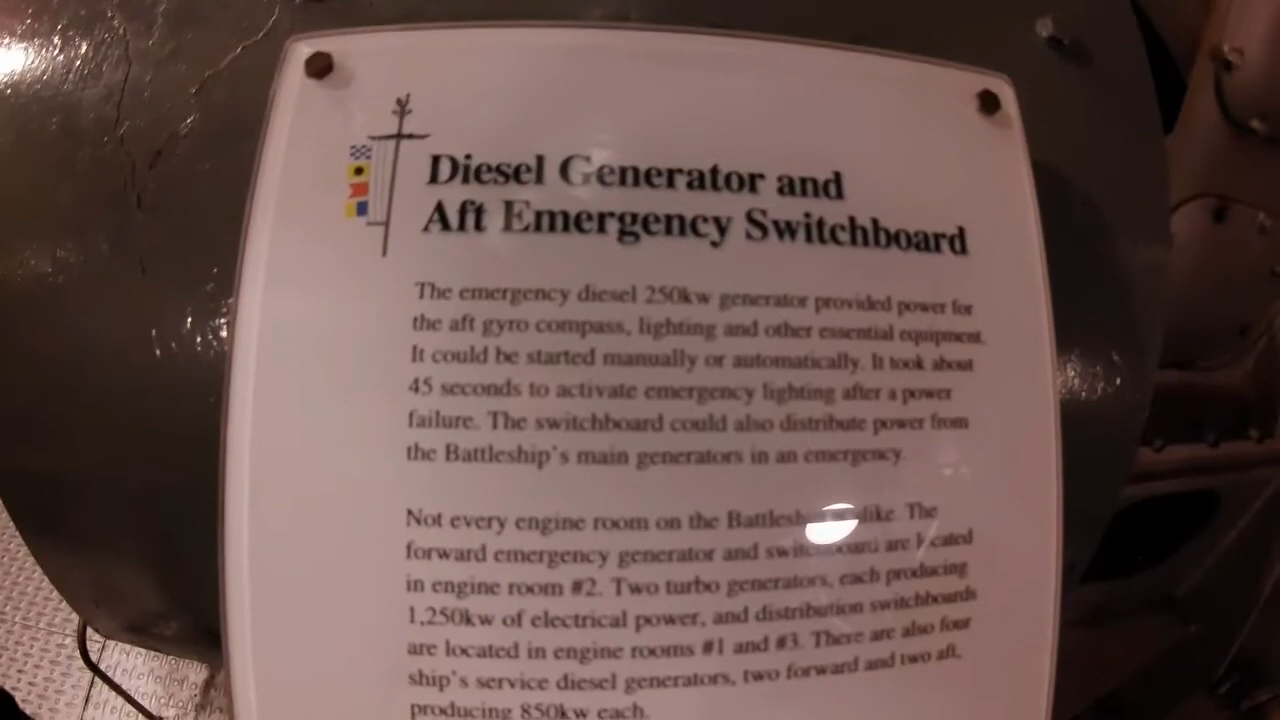 Diesel Generator and
Aft Emergency Switchboard
The emergency diesel 250kw generator provided power for
the aft gyro compass, lighting and other essential equipment.
It could be started manually or automatically. It took about
45 seconds to activate emergency lighting after a power
failure. The switchboard could also distribute power from
the Battleship's main generators in an emergency.
Not every engine room on the Battleship alike. The
forward emergency generator and switchboard are located
in engine room #2. Two turbo generators, each producing
1,250kw of electrical power, and distribution switchboards
are located in engine rooms #1 and #3. There are also four
ship's service diesel generators, two forward and two aft,
producing 850kw each.